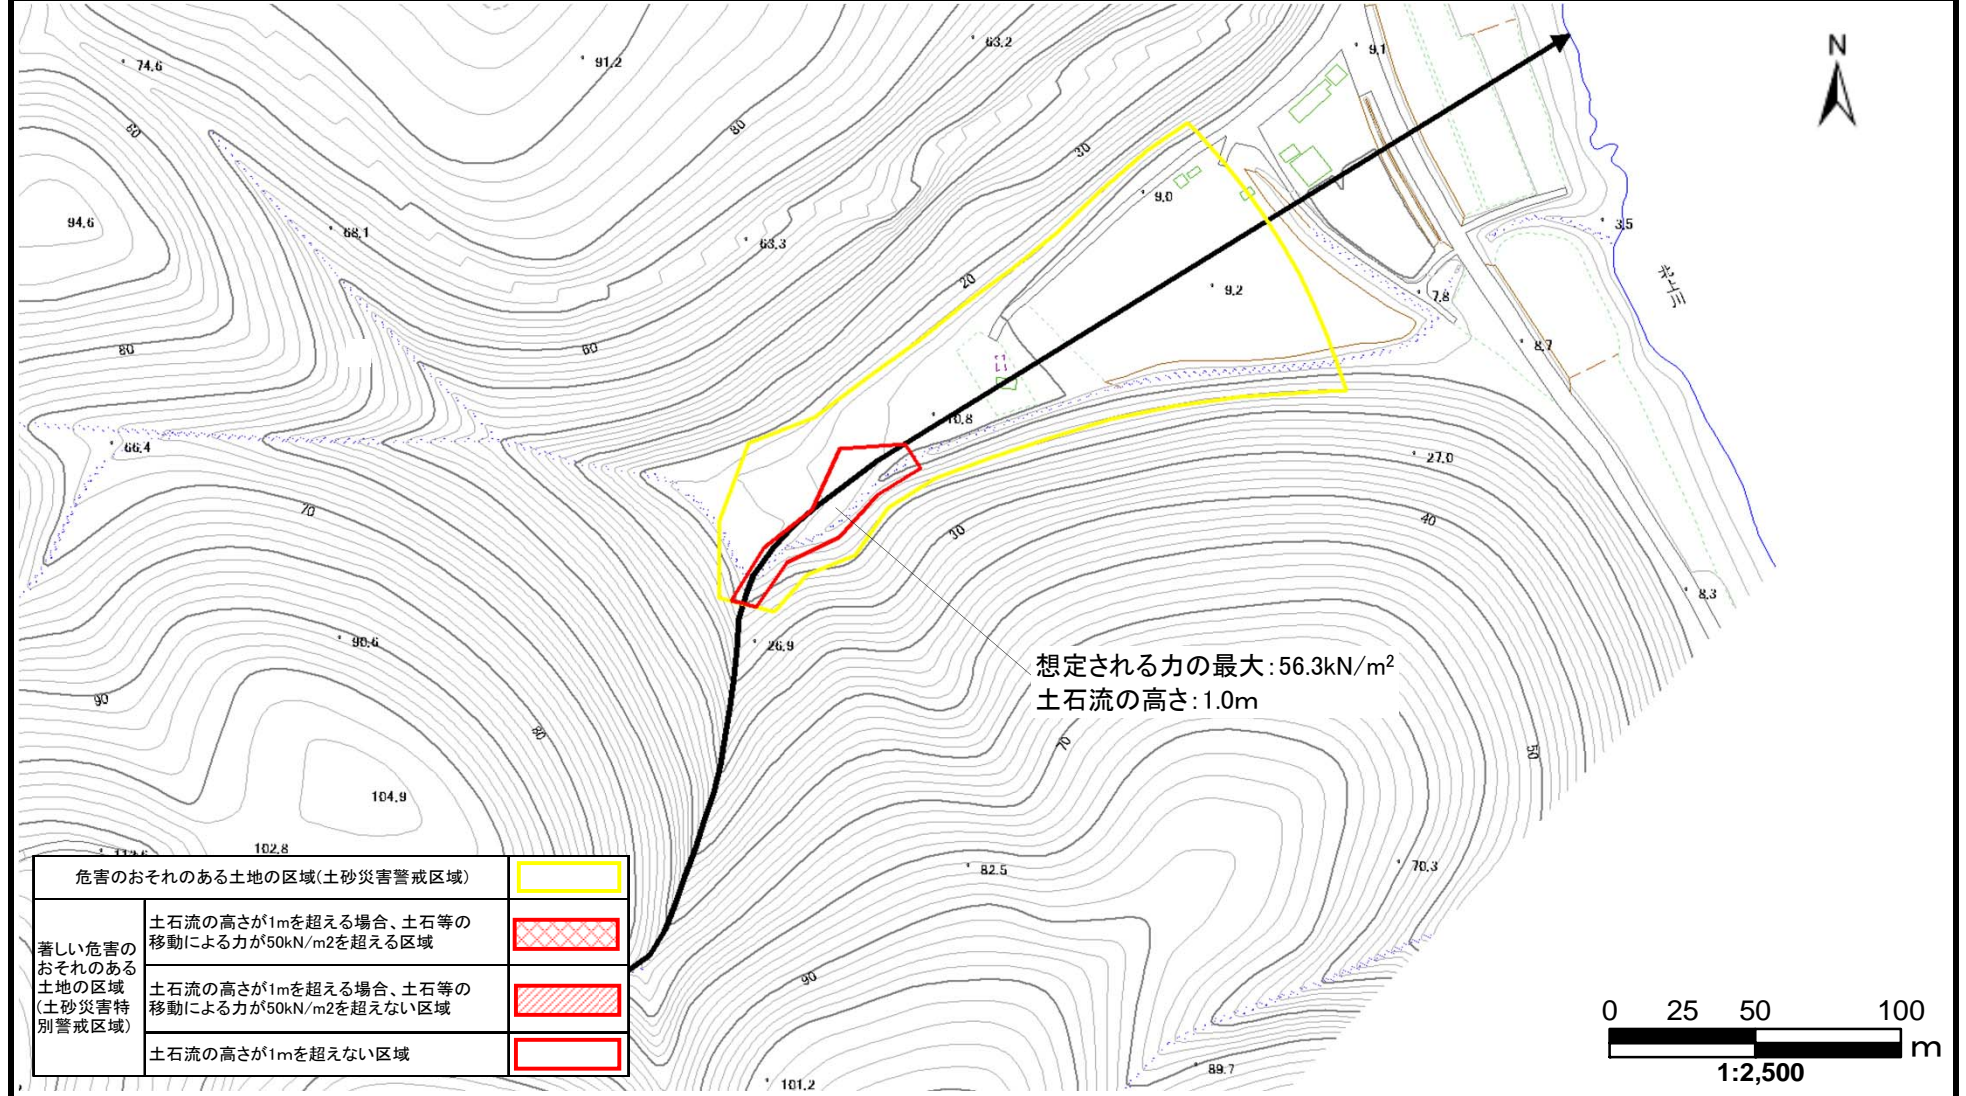 63.2
9.1
N
74.6
91.2
80
60
30
94.6
9.0
68.1
63.3
3.5
20
9.2
7.8
80
60
8.7
10.8
66.4
27.0
70
40
30
8.3
90.6
26.9
想定される力の最大:56.3kN/m²
土石流の高さ:1.0m
90
80
70
50
104.9
102.8
82.5
70.3
危害のおそれのある土地の区域(土砂災害警戒区域)
著しい危害の
おそれのある
土地の区域
(土砂災害特
別警戒区域)
土石流の高さが1mを超える場合、土石等の
移動による力が50kN/m2を超える区域
土石流の高さが1mを超える場合、土石等の
移動による力が50kN/m2を超えない区域
土石流の高さが1mを超えない区域
90
101.2
89.7
0 25 50 100
m
1:2,500